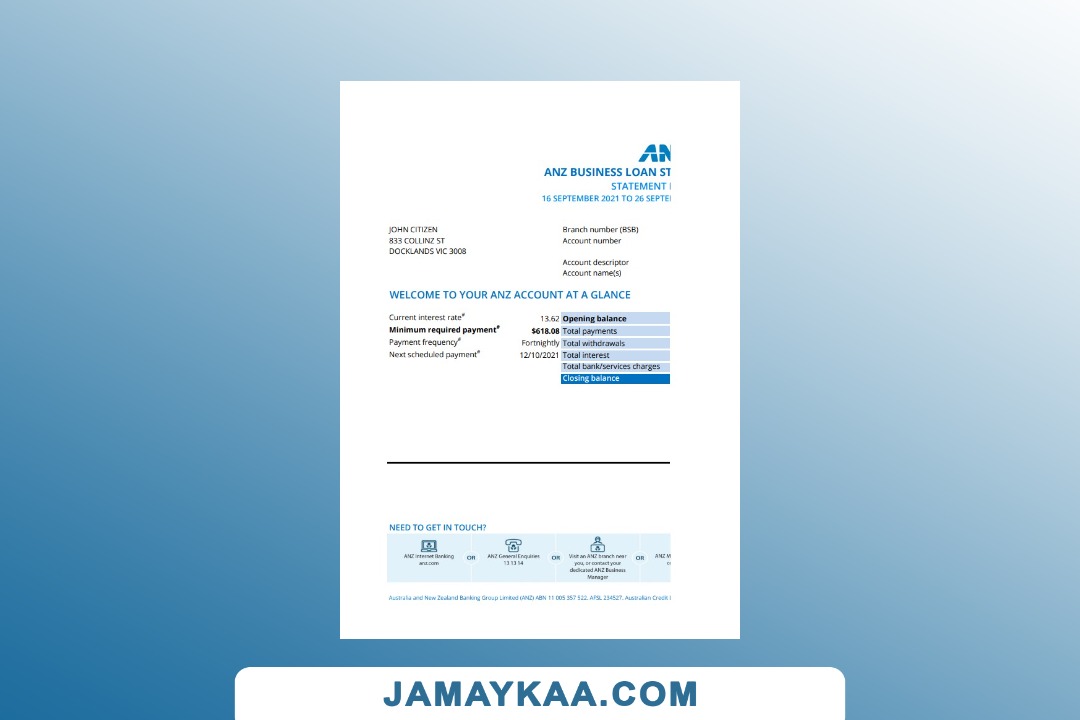 AN
ANZ BUSINESS LOAN ST
STATEMENT
16 SEPTEMBER 2021 TO 26 SEPTE
JOHN CITIZEN
833 COLLINZ ST
DOCKLANDS VIC 3008
Branch number (BSB)
Account number
Account descriptor
Account name(s)
WELCOME TO YOUR ANZ ACCOUNT AT A GLANCE
Current interest rate# 13.62
Minimum required payment# $618.08
Payment frequency# Fortnightly
Next scheduled payment# 12/10/2021
Opening balance
Total payments
Total withdrawals
Total interest
Total bank/services charges
Closing balance
NEED TO GET IN TOUCH?
ANZ Internet Banking
anz.com
OR
ANZ General Enquiries
13 13 14
OR
Visit an ANZ branch near
you, or contact your
dedicated ANZ Business
Manager
OR
ANZ M
Australia and New Zealand Banking Group Limited (ANZ) ABN 11 005 357 522. AFSL 234527. Australian Credit
JAMAYKAA.COM